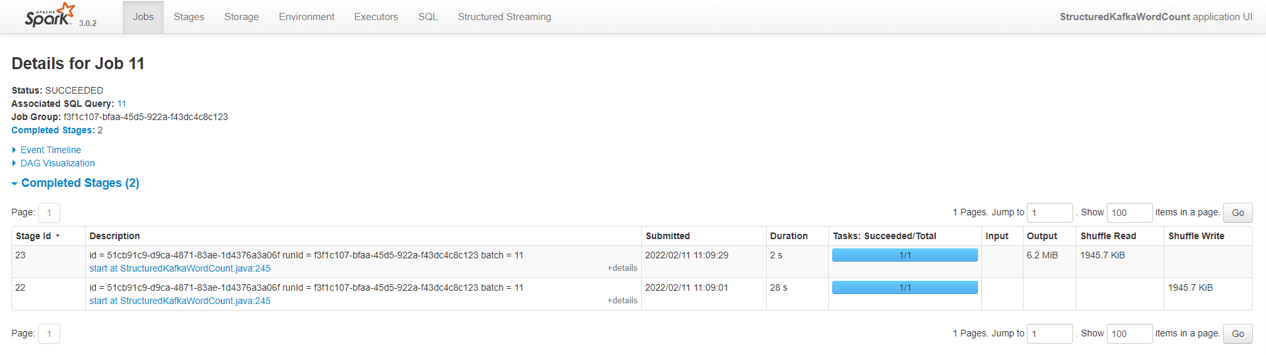 APACHE
Spark 3.0.2 Jobs Stages Storage Environment Executors SQL Structured Streaming StructuredKafkaWordCount application UI
Details for Job 11
Status: SUCCEEDED
Associated SQL Query: 11
Job Group: f3f1c107-bfaa-45d5-922a-f43dc4c8c123
Completed Stages: 2
Event Timeline
DAG Visualization
Completed Stages (2)
Page: 1 1 Pages. Jump to 1 . Show 100 items in a page. Go
Stage Id Description Submitted Duration Tasks: Succeeded/Total Input Output Shuffle Read Shuffle Write
23 id = 51cb91c9-d9ca-4871-83ae-1d4376a3a06f runId = f3f1c107-bfaa-45d5-922a-f43dc4c8c123 batch = 11 2022/02/11 11:09:29 2 s 1/1 6.2 MiB 1945.7 KiB
start at StructuredKafkaWordCount.java:245 +details
22 id = 51cb91c9-d9ca-4871-83ae-1d4376a3a06f runId = f3f1c107-bfaa-45d5-922a-f43dc4c8c123 batch = 11 2022/02/11 11:09:01 28 s 1/1 1945.7 KiB
start at StructuredKafkaWordCount.java:245 +details
Page: 1 1 Pages. Jump to 1 . Show 100 items in a page. Go